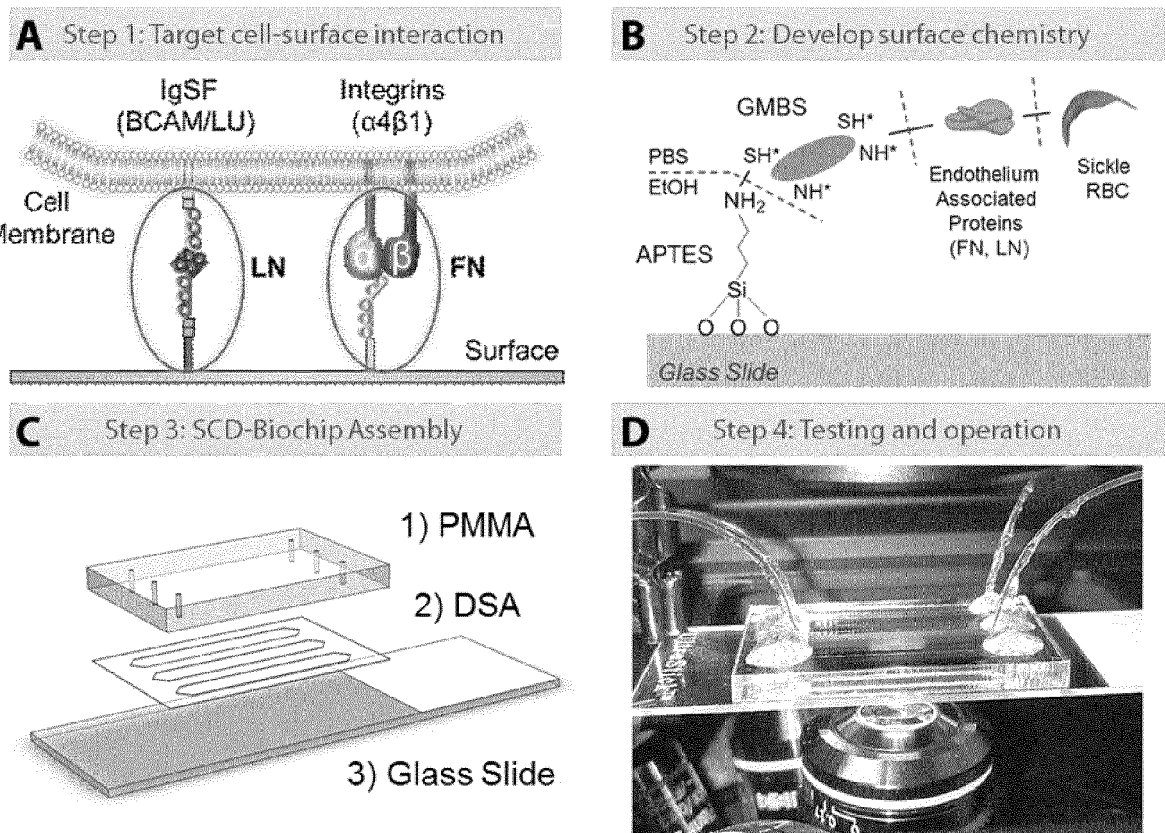 A Step 1: Target cell-surface interaction
IgSF
(BCAM/LU)
Integrins
(α4β1)
Cell
Membrane
LN
α β
FN
Surface
B Step 2: Develop surface chemistry
GMBS
SH*
SH*
NH*
NH*
PBS
EtOH
NH2
APTES
Si
O O O
Glass Slide
Endothelium
Associated
Proteins
(FN, LN)
Sickle
RBC
C Step 3: SCD-Biochip Assembly
1) PMMA
2) DSA
3) Glass Slide
D Step 4: Testing and operation